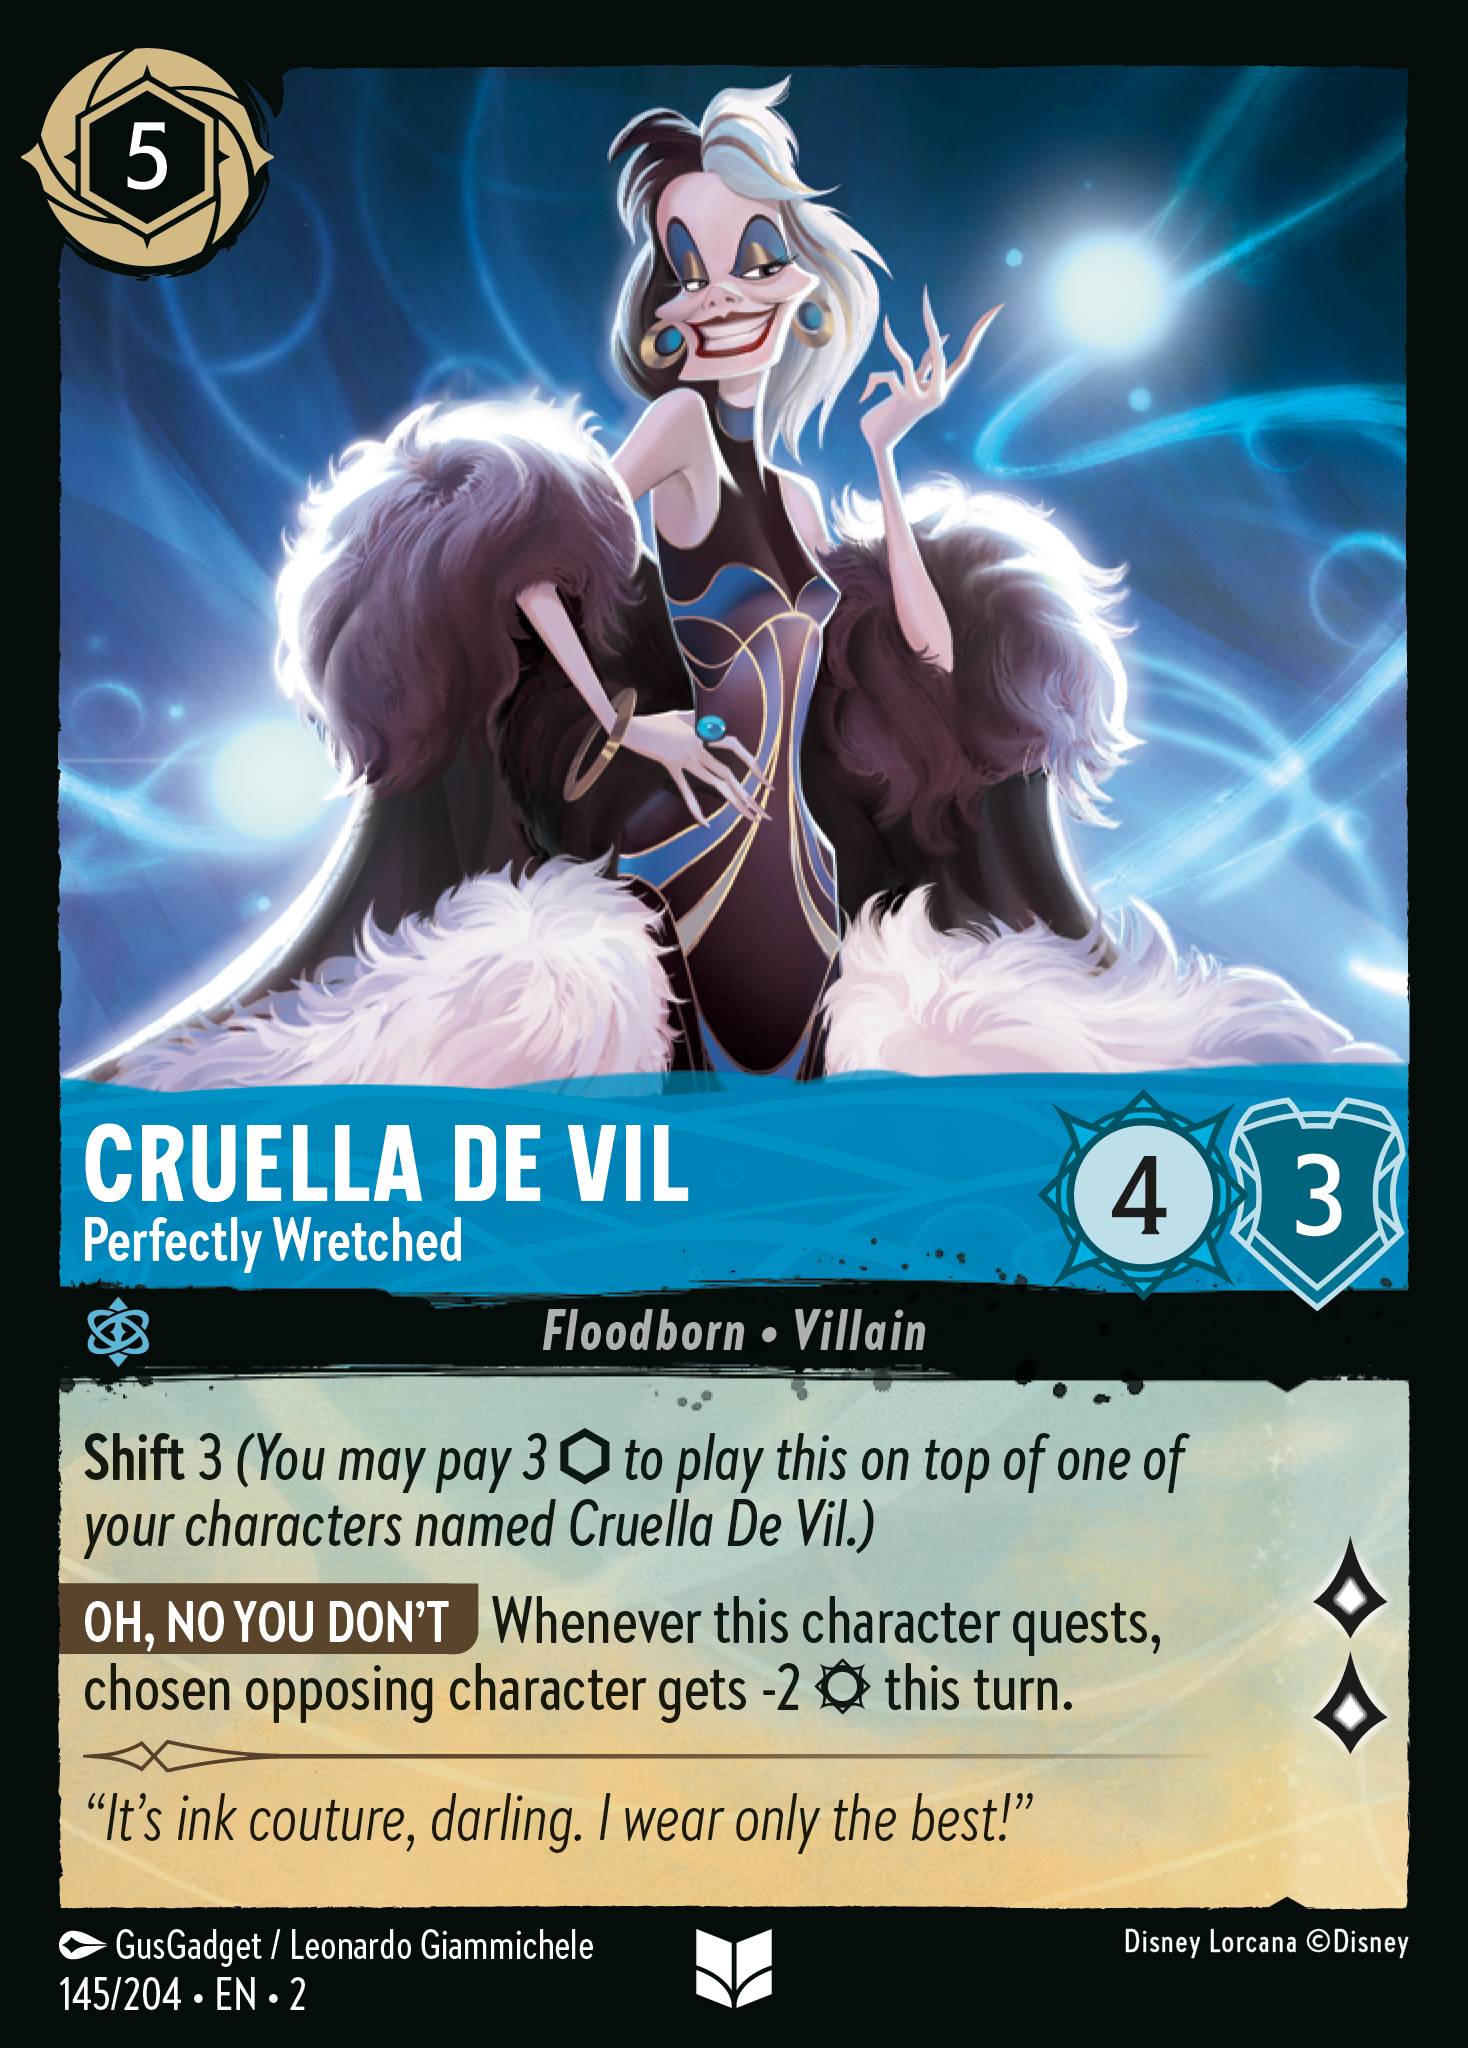 5
CRUELLA DE VIL
Perfectly Wretched
4
3
Floodborn • Villain
Shift 3 (You may pay 3 ⬡ to play this on top of one of
your characters named Cruella De Vil.)
OH, NO YOU DON'T Whenever this character quests,
chosen opposing character gets -2 this turn.
“It's ink couture, darling. I wear only the best!”
GusGadget / Leonardo Giammichele
145/204 • EN • 2
Disney Lorcana ©Disney